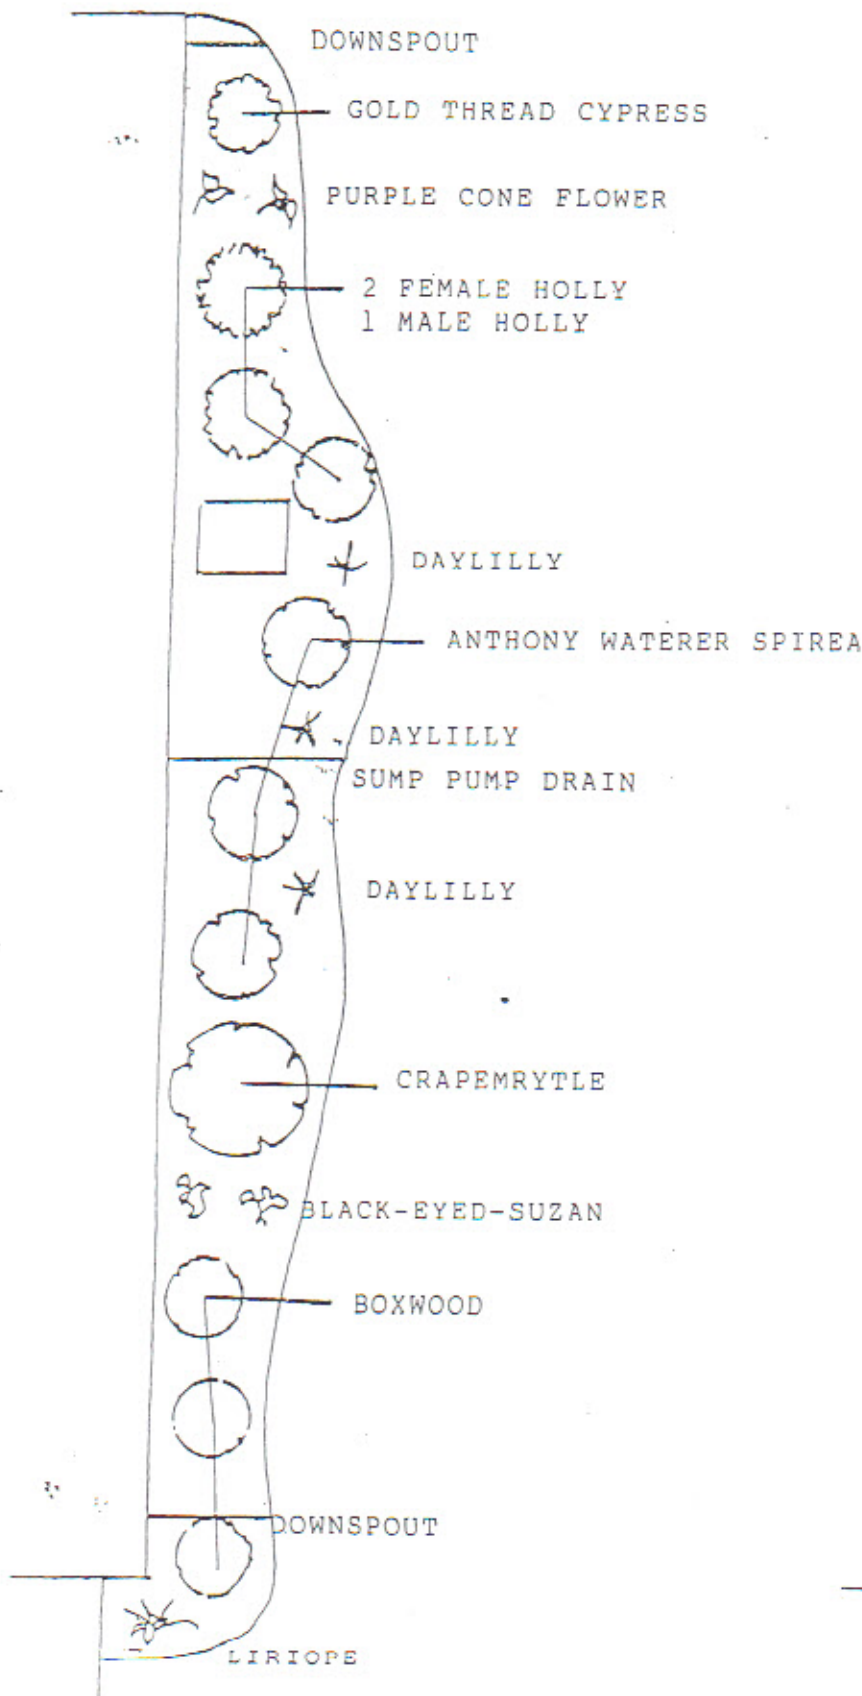 DOWNSPOUT
GOLD THREAD CYPRESS
PURPLE CONE FLOWER
2 FEMALE HOLLY
1 MALE HOLLY
DAYLILLY
ANTHONY WATERER SPIREA
DAYLILLY
SUMP PUMP DRAIN
DAYLILLY
CRAPEMRYTLE
BLACK-EYED-SUZAN
BOXWOOD
DOWNSPOUT
LIRIOPE